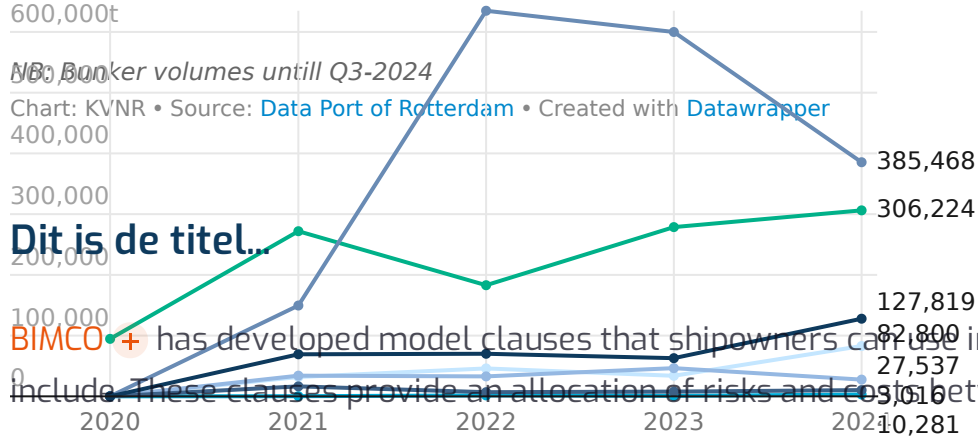 600,000t
500,000
NB: Bunker volumes untill Q3-2024
Chart: KVNR • Source: Data Port of Rotterdam • Created with Datawrapper
400,000
385,468
300,000
306,224
Dit is de titel...
200,000
127,819
100,000
82,800
BIMCO + has developed model clauses that shipowners can use
27,537
0
include. These clauses provide an allocation of risks and costs
3,016
2020 2021 2022 2023
10,281